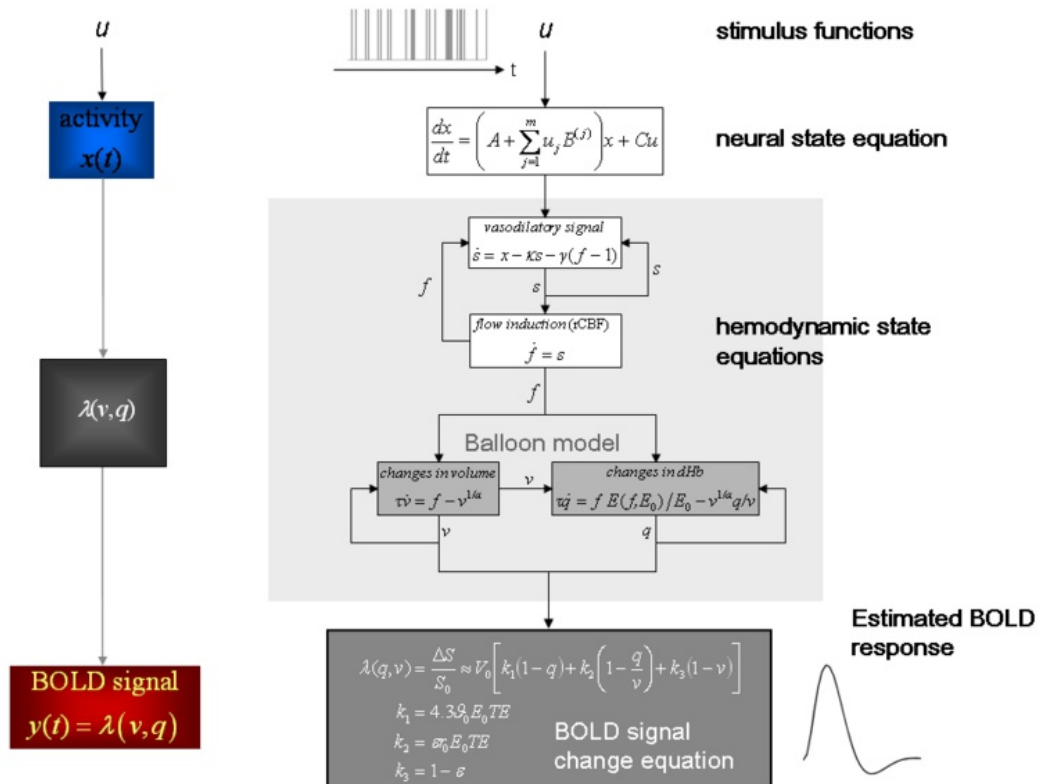 u
activity
x(t)
λ(v,q)
BOLD signal
y(t) = λ(v,q)
t
u
stimulus functions
dx/dt = (A + ∑_{j=1}^{m} u_j B^{(j)}) x + Cu
neural state equation
vasodilatory signal
ṡ = x − κs − γ(f − 1)
f
s
s
flow induction (rCBF)
ḟ = s
hemodynamic state
equations
f
Balloon model
changes in volume
τv̇ = f − v^{1/α}
v
changes in dHb
τq̇ = f E(f,E₀)/E₀ − v^{1/α} q/v
v
q
λ(q,v) = ΔS/S₀ ≈ V₀[k₁(1−q) + k₂(1 − q/v) + k₃(1−v)]
k₁ = 4.3ϑ₀E₀TE
k₂ = εr₀E₀TE
k₃ = 1 − ε
BOLD signal
change equation
Estimated BOLD
response